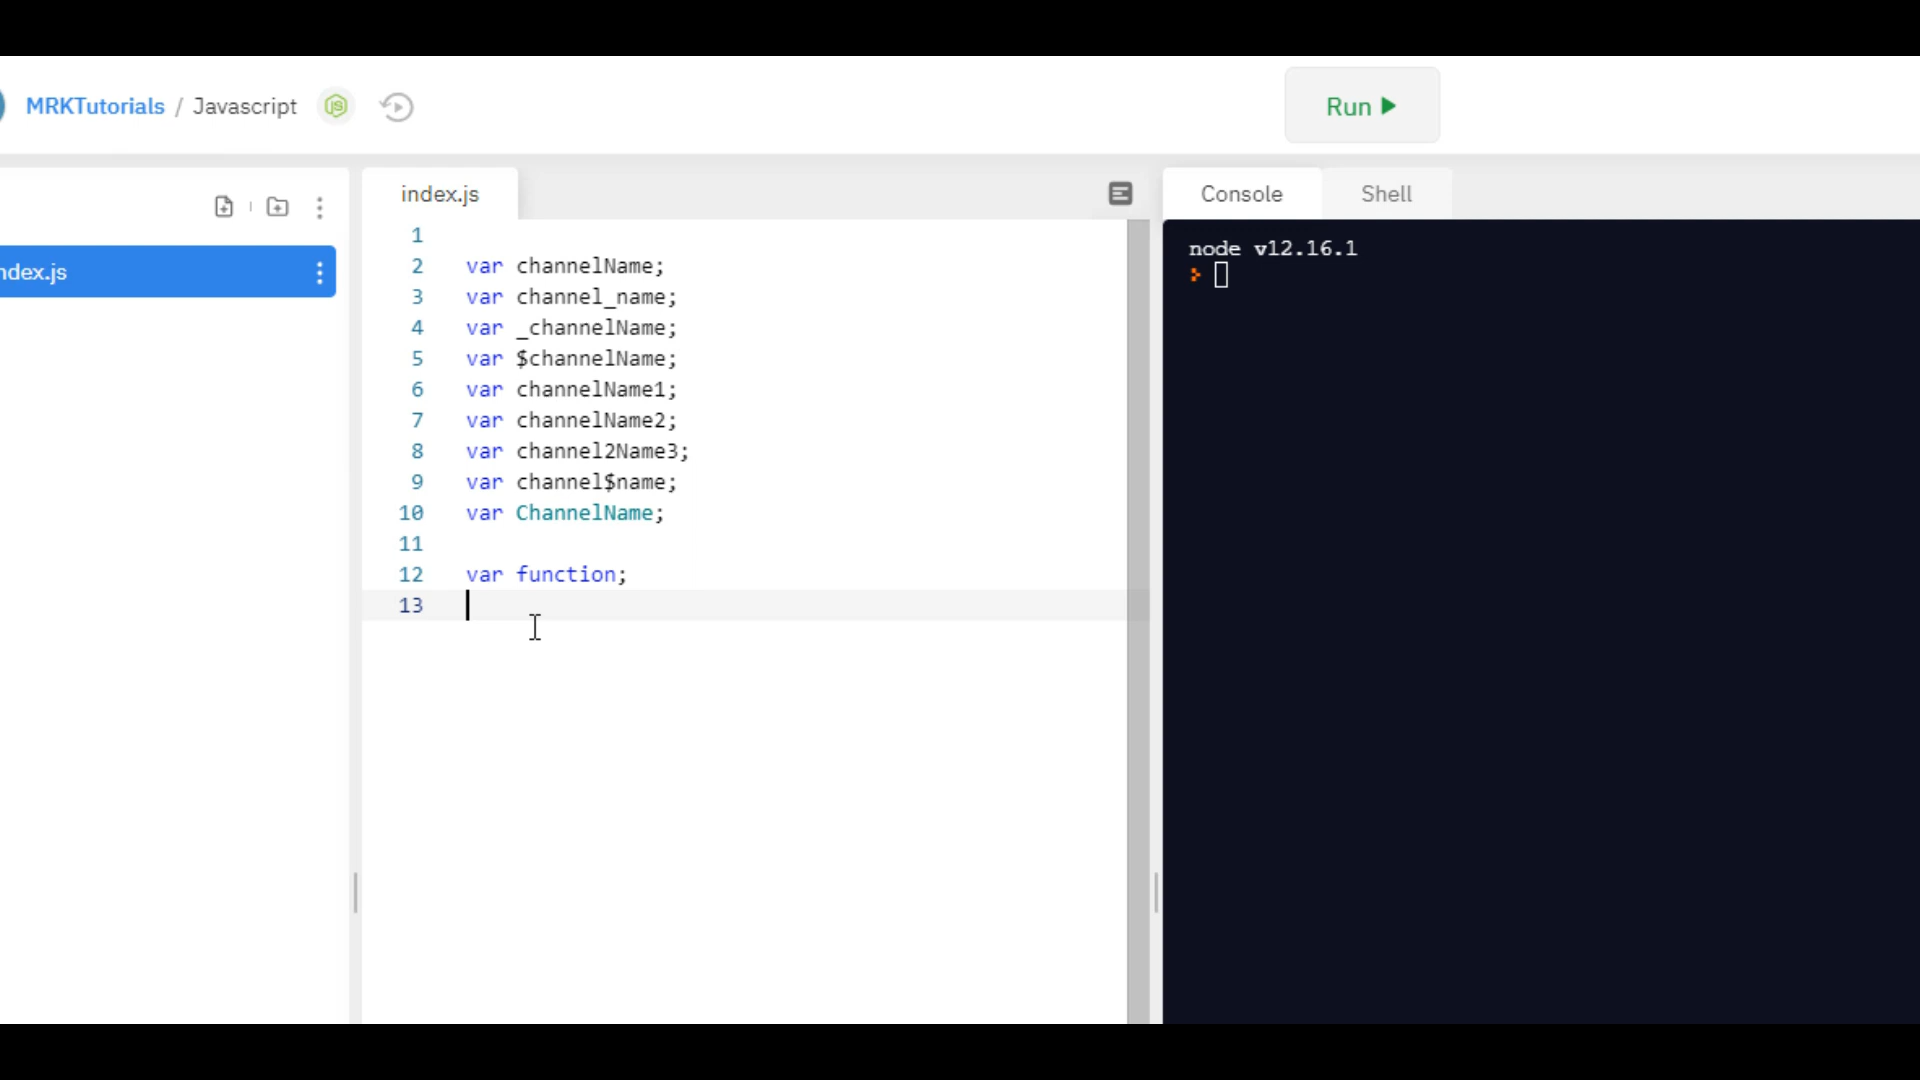 MRKTutorials / Javascript
Run
index.js
Console
Shell
ndex.js
node v12.16.1
1
2 var channelName;
3 var channel_name;
4 var _channelName;
5 var $channelName;
6 var channelName1;
7 var channelName2;
8 var channel2Name3;
9 var channel$name;
10 var ChannelName;
11
12 var function;
13